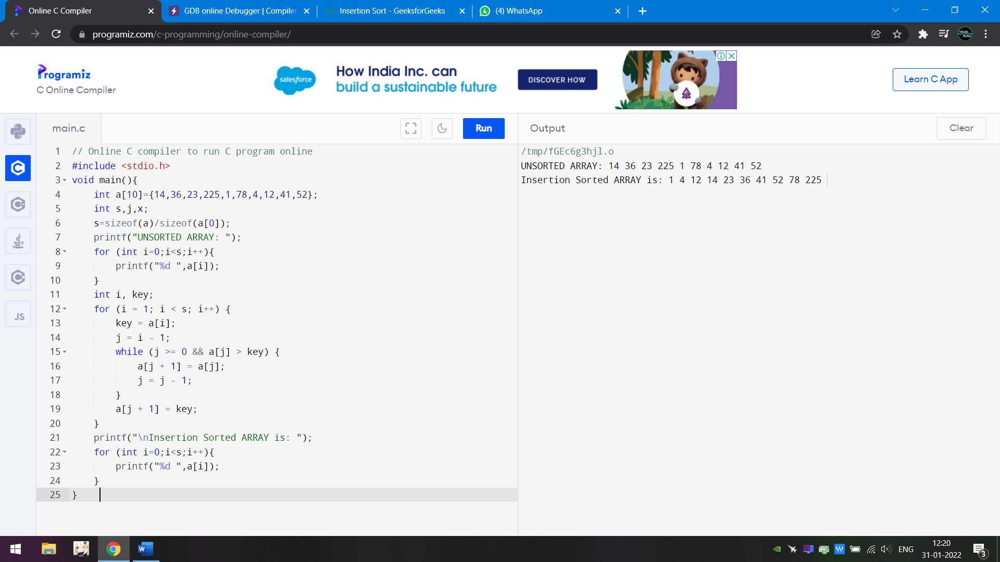 Online C Compiler
GDB online Debugger | Compiler
Insertion Sort - GeeksforGeeks
(4) WhatsApp
programiz.com/c-programming/online-compiler/
Programiz
C Online Compiler
salesforce
How India Inc. can
build a sustainable future
DISCOVER HOW
Learn C App
main.c
Run
Output
Clear
1 // Online C compiler to run C program online
2 #include <stdio.h>
3 void main(){
4     int a[10]={14,36,23,225,1,78,4,12,41,52};
5     int s,j,x;
6     s=sizeof(a)/sizeof(a[0]);
7     printf("UNSORTED ARRAY: ");
8     for (int i=0;i<s;i++){
9         printf("%d ",a[i]);
10     }
11     int i, key;
12     for (i = 1; i < s; i++) {
13         key = a[i];
14         j = i - 1;
15         while (j >= 0 && a[j] > key) {
16             a[j + 1] = a[j];
17             j = j - 1;
18         }
19         a[j + 1] = key;
20     }
21     printf("\nInsertion Sorted ARRAY is: ");
22     for (int i=0;i<s;i++){
23         printf("%d ",a[i]);
24     }
25 }
/tmp/fGEc6g3hjl.o
UNSORTED ARRAY: 14 36 23 225 1 78 4 12 41 52
Insertion Sorted ARRAY is: 1 4 12 14 23 36 41 52 78 225
JS
ENG
12:20
31-01-2022
3